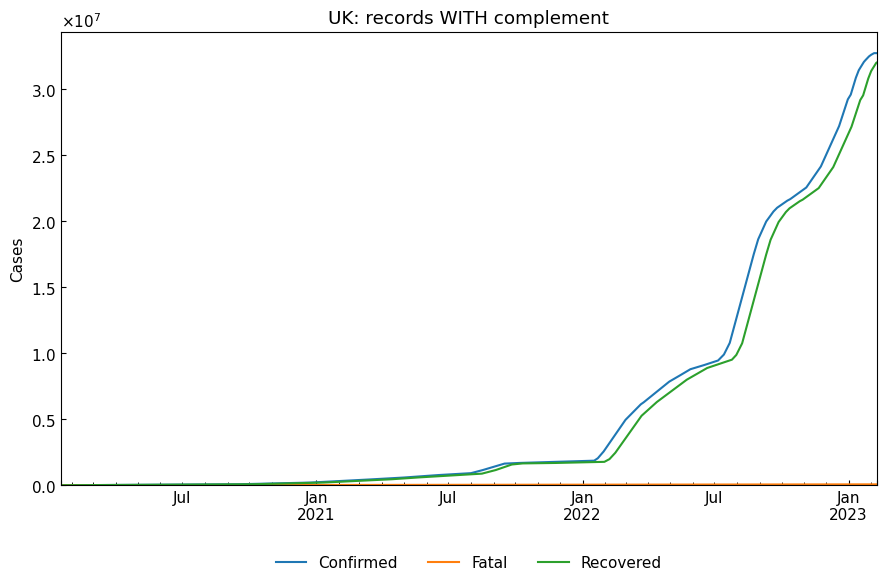 UK: records WITH complement
×10⁷
3.0
2.5
2.0
1.5
1.0
0.5
0.0
Cases
Jul Jan Jul Jan Jul Jan
2021 2022 2023
Confirmed Fatal Recovered